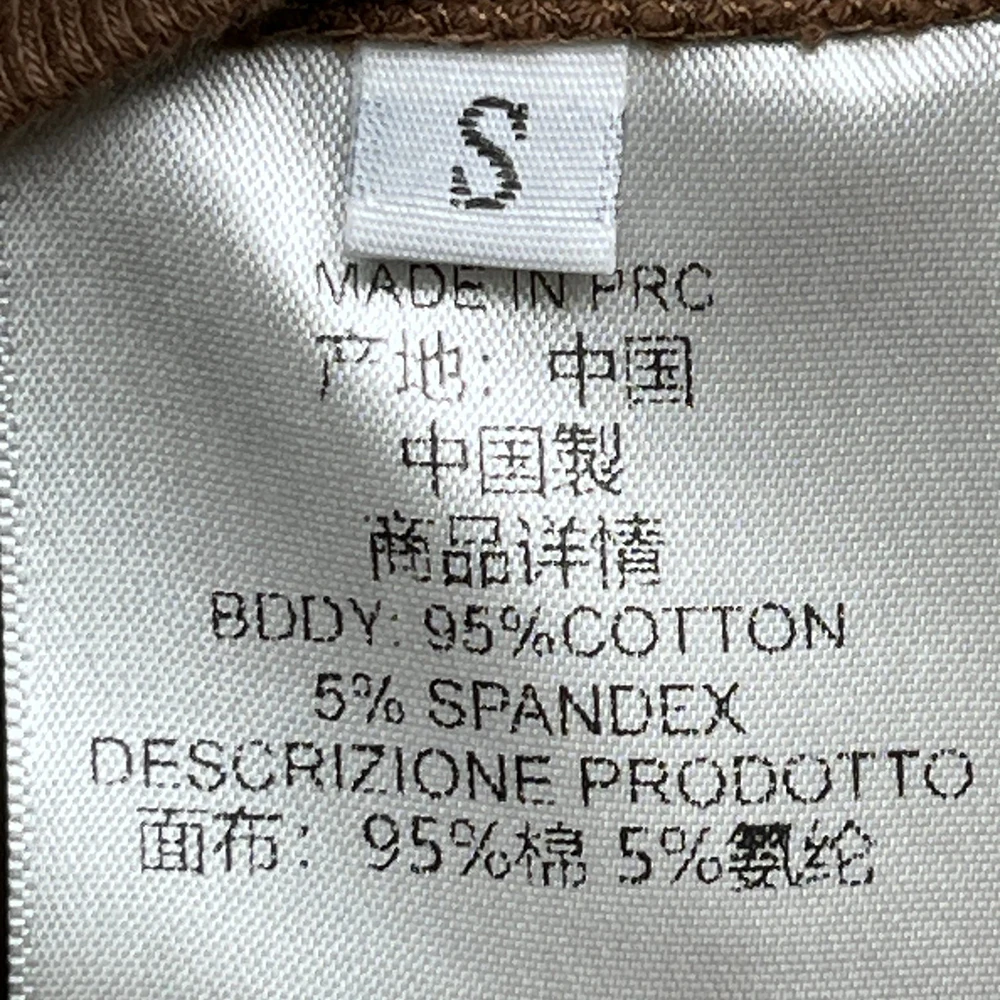 S
MADE IN PRC
产地：中国
中国製
商品详情
BODY: 95%COTTON
5% SPANDEX
DESCRIZIONE PRODOTTO
面布：95%棉 5%氨纶